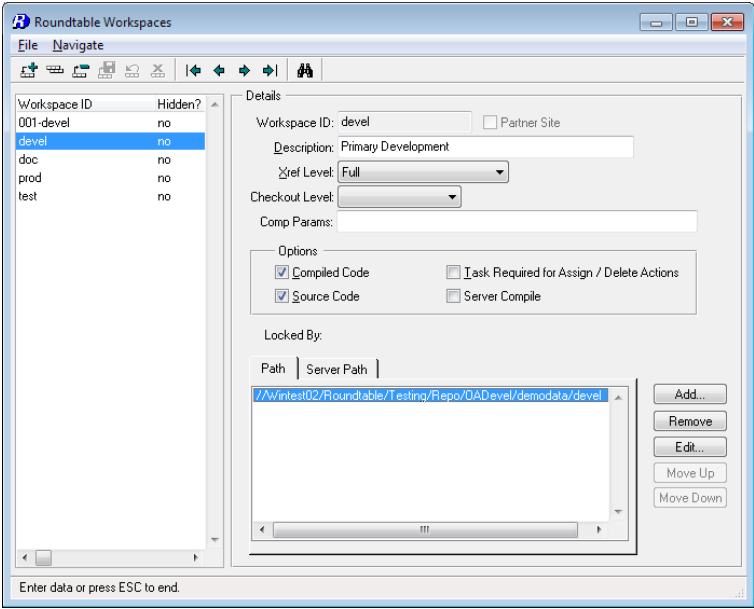 Roundtable Workspaces
File Navigate
Workspace ID Hidden?
001-devel no
devel no
doc no
prod no
test no
Details
Workspace ID: devel Partner Site
Description: Primary Development
Xref Level: Full
Checkout Level:
Comp Params:
Options
Compiled Code Task Required for Assign / Delete Actions
Source Code Server Compile
Locked By:
Path Server Path
//Wintest02/Roundtable/Testing/Repo/OADevel/demodata/devel
Add...
Remove
Edit...
Move Up
Move Down
Enter data or press ESC to end.